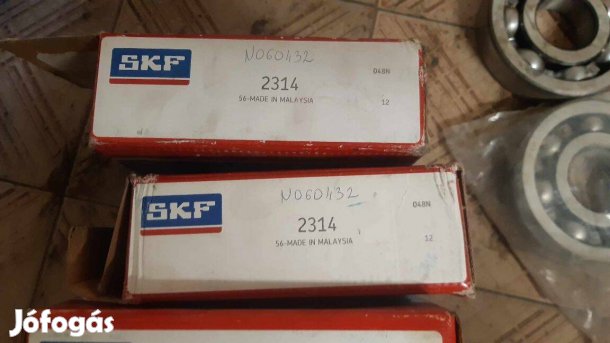 SKF
N060432
048N
2314
56-MADE IN MALAYSIA
12
SKF
N060432
048N
2314
56-MADE IN MALAYSIA
12
Jófogás